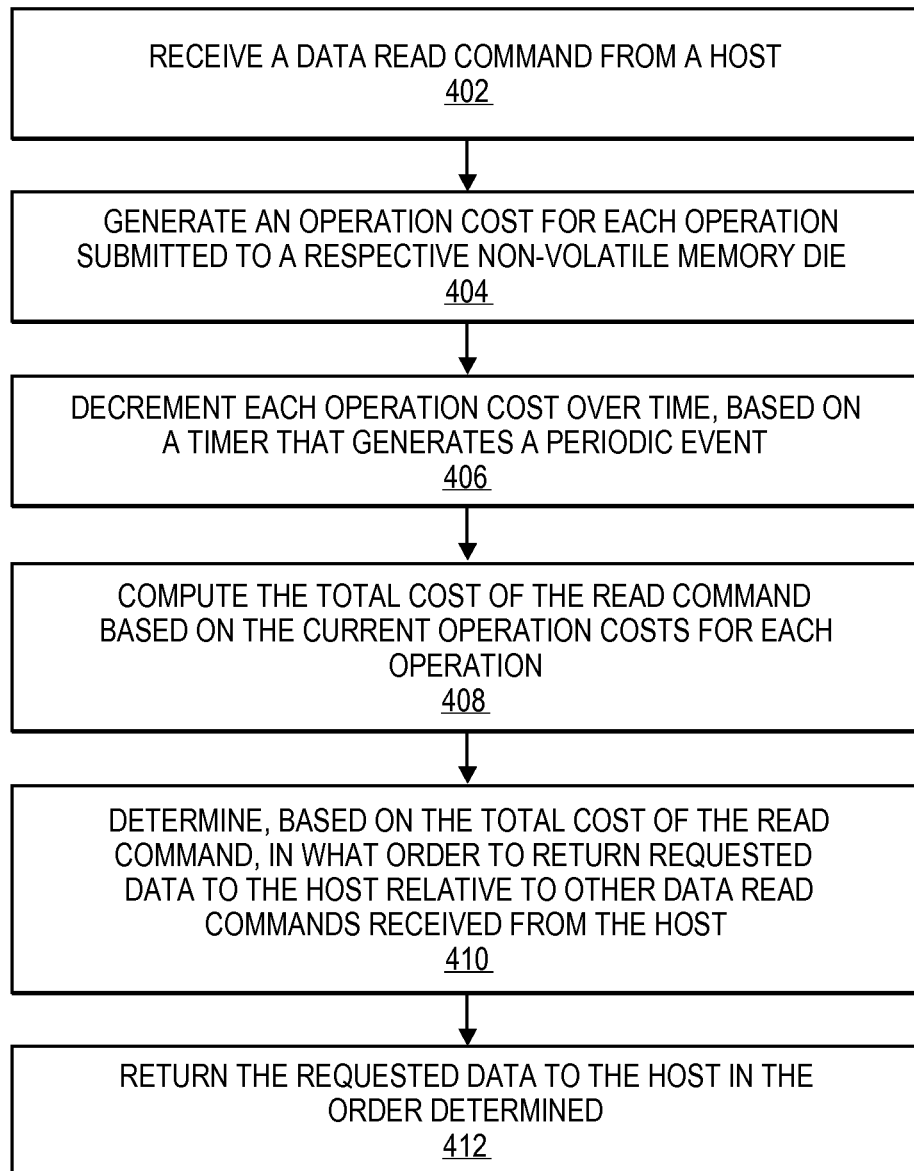 RECEIVE A DATA READ COMMAND FROM A HOST
402
GENERATE AN OPERATION COST FOR EACH OPERATION
SUBMITTED TO A RESPECTIVE NON-VOLATILE MEMORY DIE
404
DECREMENT EACH OPERATION COST OVER TIME, BASED ON
A TIMER THAT GENERATES A PERIODIC EVENT
406
COMPUTE THE TOTAL COST OF THE READ COMMAND
BASED ON THE CURRENT OPERATION COSTS FOR EACH
OPERATION
408
DETERMINE, BASED ON THE TOTAL COST OF THE READ
COMMAND, IN WHAT ORDER TO RETURN REQUESTED
DATA TO THE HOST RELATIVE TO OTHER DATA READ
COMMANDS RECEIVED FROM THE HOST
410
RETURN THE REQUESTED DATA TO THE HOST IN THE
ORDER DETERMINED
412